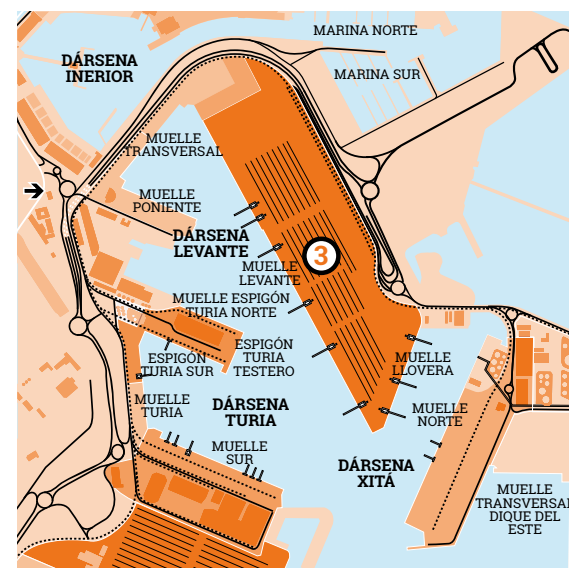 MARINA NORTE
DÁRSENA
INERIOR
MARINA SUR
MUELLE
TRANSVERSAL
MUELLE
PONIENTE
DÁRSENA
LEVANTE
3
MUELLE
LEVANTE
MUELLE ESPIGÓN
TURIA NORTE
ESPIGÓN
TURIA SUR
ESPIGÓN
TURIA
TESTERO
MUELLE
LLOVERA
MUELLE
TURIA
DÁRSENA
TURIA
MUELLE
NORTE
MUELLE
SUR
DÁRSENA
XITÁ
MUELLE
TRANSVERSAL
DIQUE DEL
ESTE